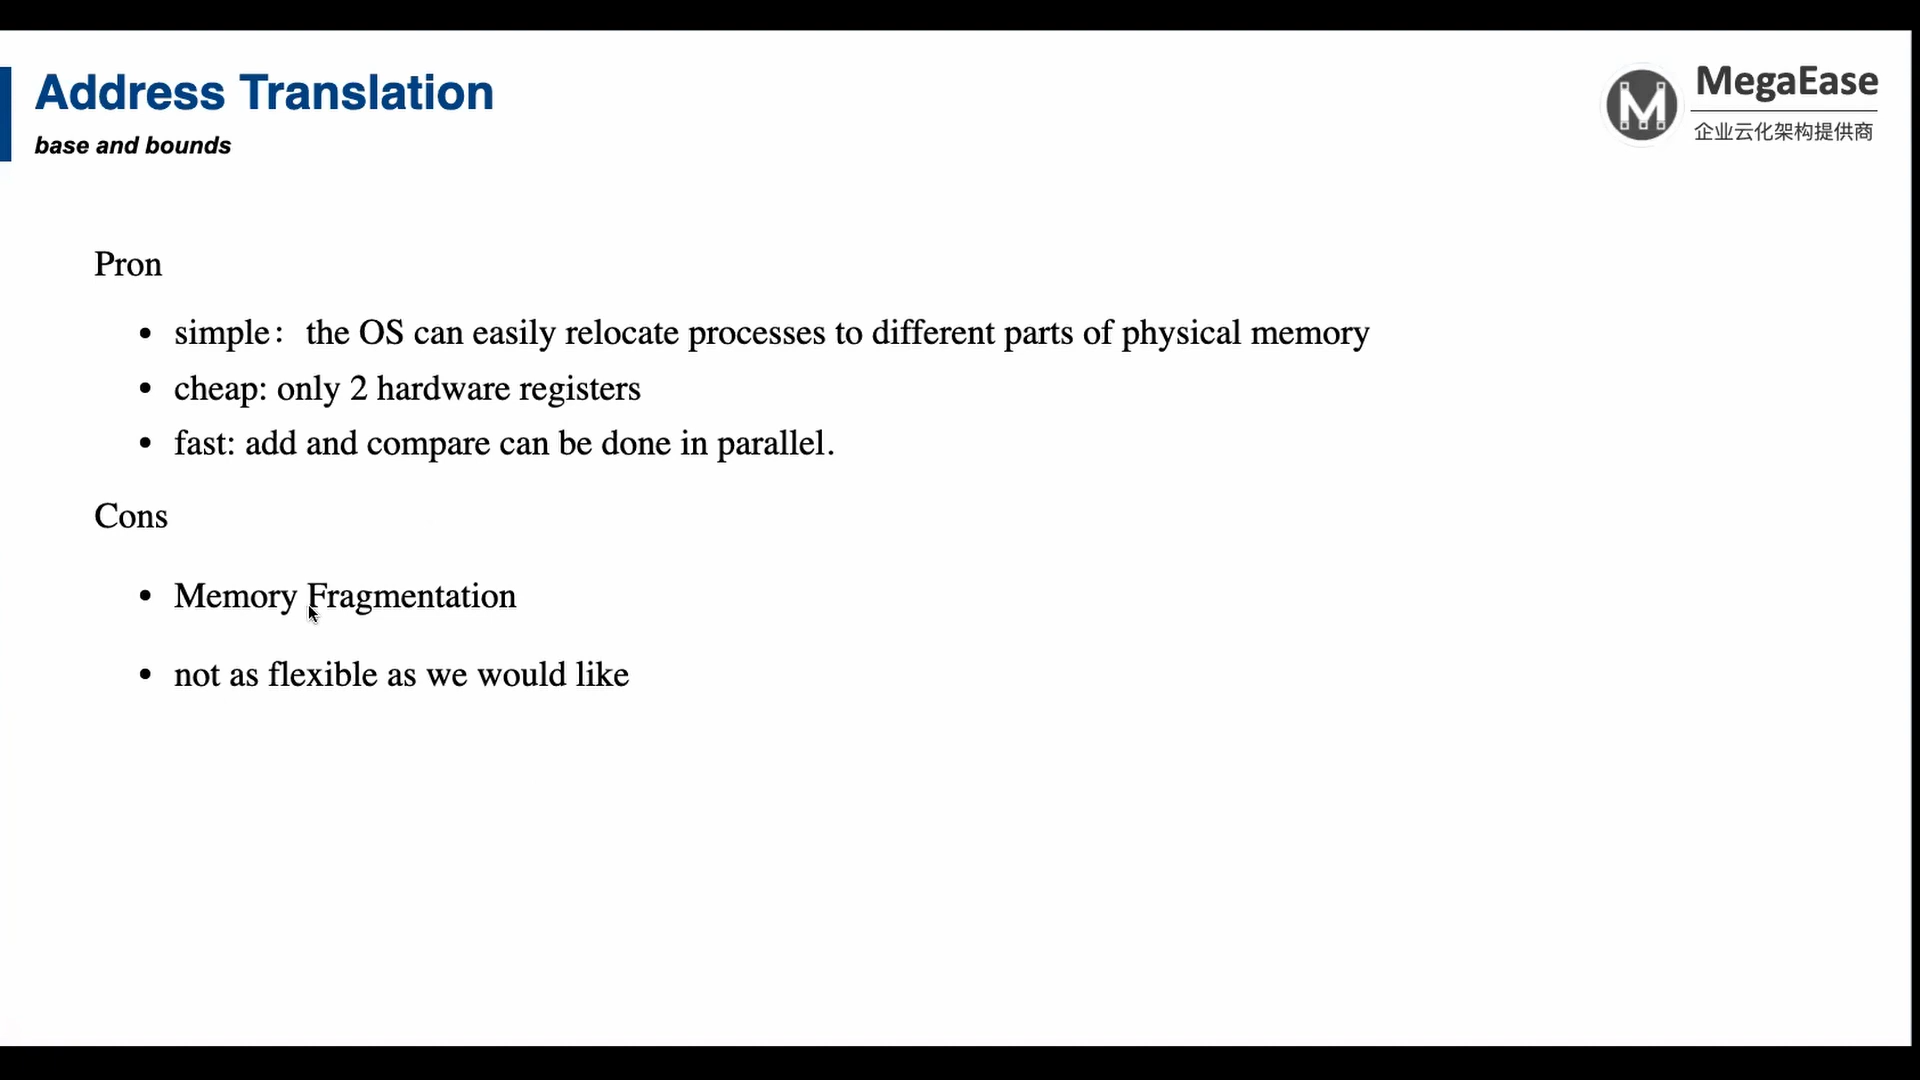 Address Translation
base and bounds
MegaEase
企业云化架构提供商
Pron
• simple： the OS can easily relocate processes to different parts of physical memory
• cheap: only 2 hardware registers
• fast: add and compare can be done in parallel.
Cons
• Memory Fragmentation
• not as flexible as we would like